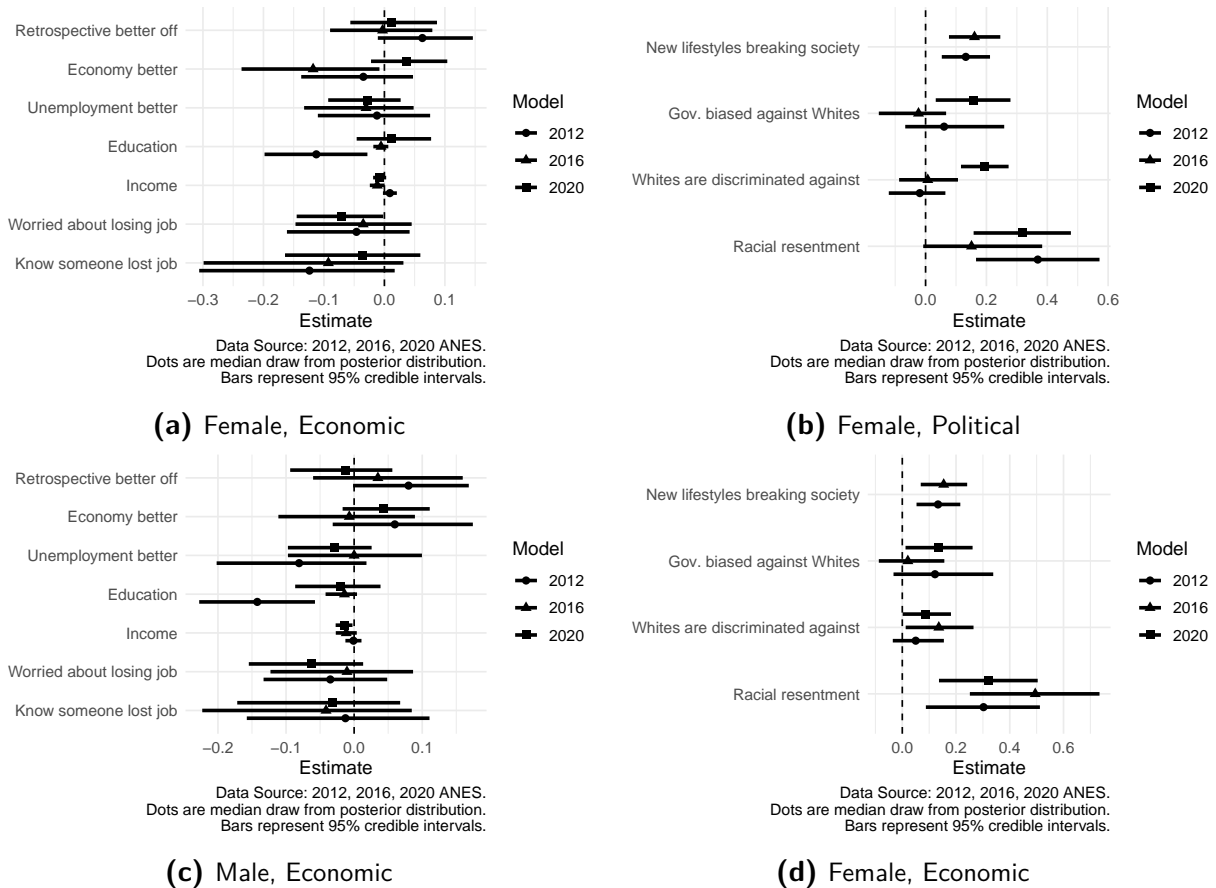 Retrospective better off
Economy better
Unemployment better
Education
Income
Worried about losing job
Know someone lost job
−0.3 −0.2 −0.1 0.0 0.1
Estimate
Model
2012
2016
2020
Data Source: 2012, 2016, 2020 ANES.
Dots are median draw from posterior distribution.
Bars represent 95% credible intervals.
(a) Female, Economic
New lifestyles breaking society
Gov. biased against Whites
Whites are discriminated against
Racial resentment
0.0 0.2 0.4 0.6
Estimate
Model
2012
2016
2020
Data Source: 2012, 2016, 2020 ANES.
Dots are median draw from posterior distribution.
Bars represent 95% credible intervals.
(b) Female, Political
Retrospective better off
Economy better
Unemployment better
Education
Income
Worried about losing job
Know someone lost job
−0.2 −0.1 0.0 0.1
Estimate
Model
2012
2016
2020
Data Source: 2012, 2016, 2020 ANES.
Dots are median draw from posterior distribution.
Bars represent 95% credible intervals.
(c) Male, Economic
New lifestyles breaking society
Gov. biased against Whites
Whites are discriminated against
Racial resentment
0.0 0.2 0.4 0.6
Estimate
Model
2012
2016
2020
Data Source: 2012, 2016, 2020 ANES.
Dots are median draw from posterior distribution.
Bars represent 95% credible intervals.
(d) Female, Economic